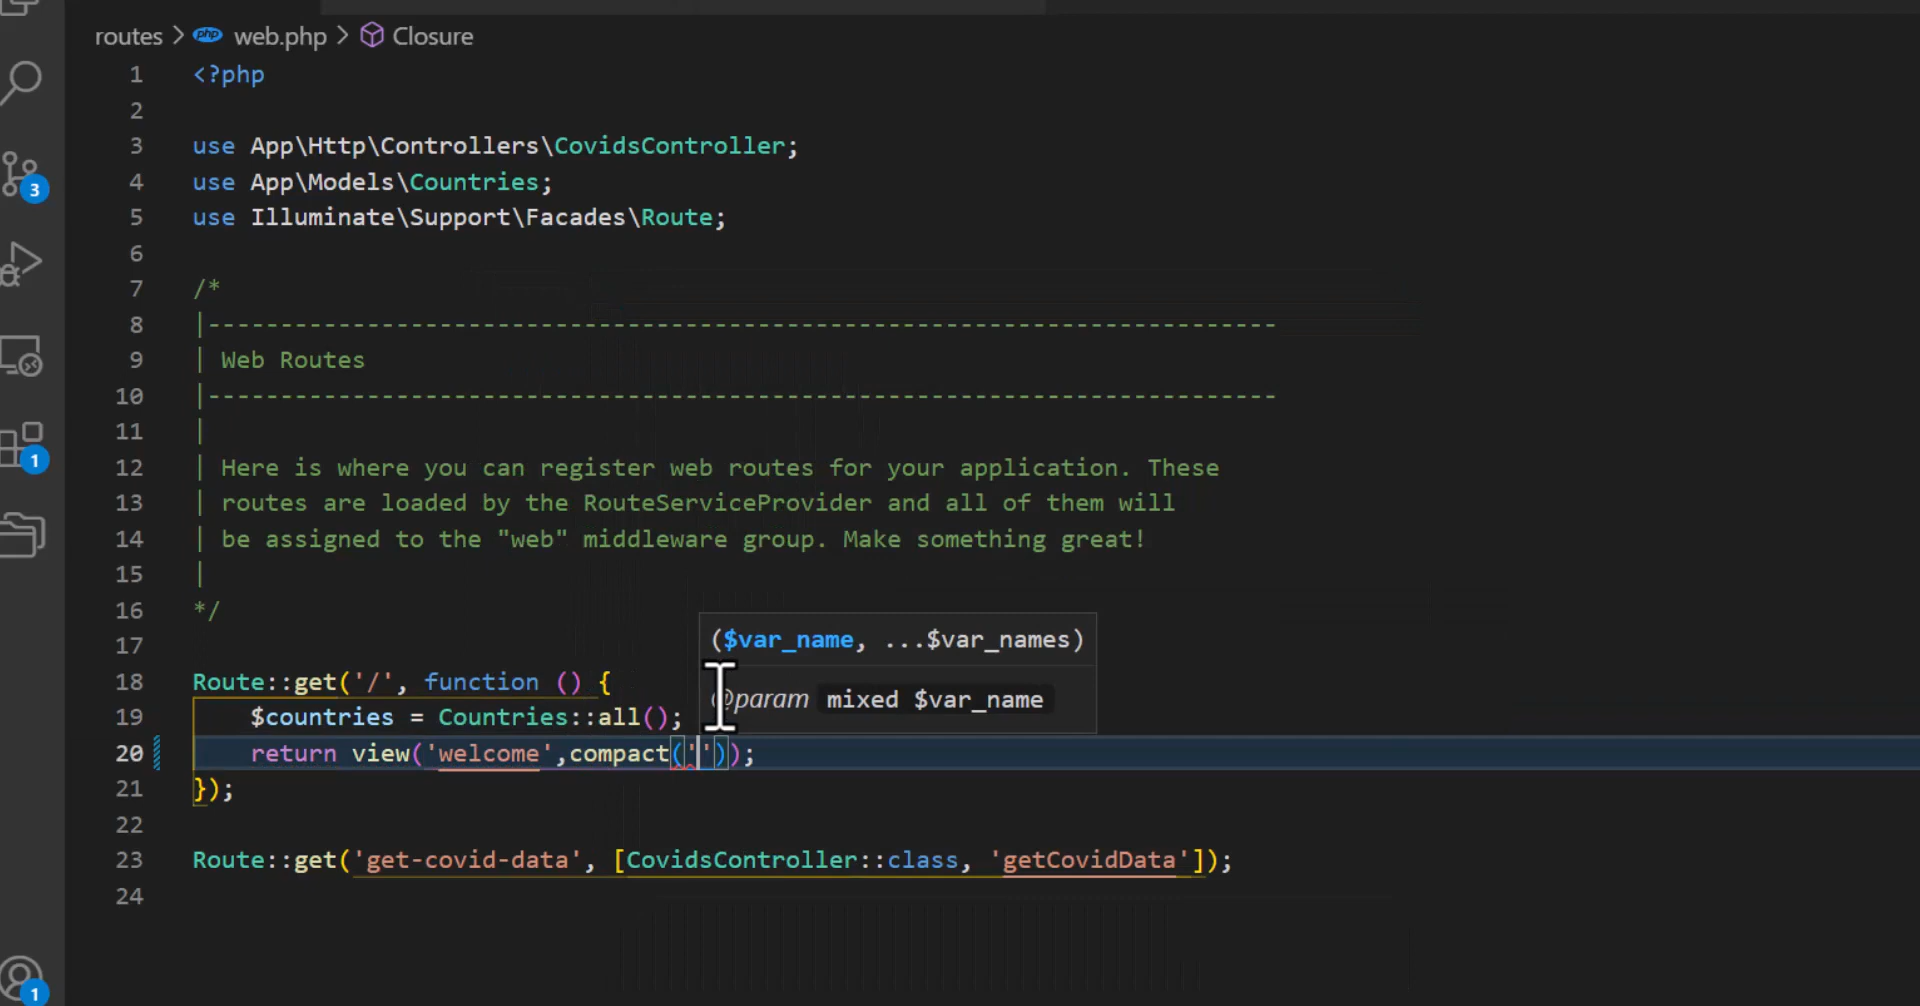 routes > php web.php > Closure
1 <?php
2
3 use App\Http\Controllers\CovidsController;
3
4 use App\Models\Countries;
5 use Illuminate\Support\Facades\Route;
6
7 /*
8 |--------------------------------------------------------------------------
9 | Web Routes
10 |--------------------------------------------------------------------------
11 |
1
12 | Here is where you can register web routes for your application. These
13 | routes are loaded by the RouteServiceProvider and all of them will
14 | be assigned to the "web" middleware group. Make something great!
15 |
16 */
($var_name, ...$var_names)
17
18 Route::get('/', function () {
@param mixed $var_name
19 $countries = Countries::all();
20 return view('welcome',compact(''));
21 });
22
23 Route::get('get-covid-data', [CovidsController::class, 'getCovidData']);
24
1